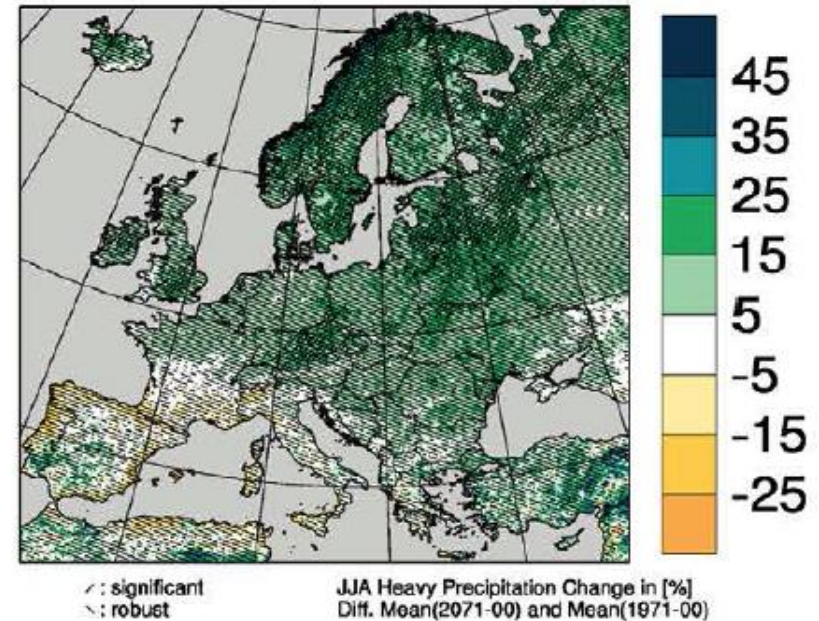 45
35
25
15
5
-5
-15
-25
⟋: significant
⟍: robust
JJA Heavy Precipitation Change in [%]
Diff. Mean(2071-00) and Mean(1971-00)